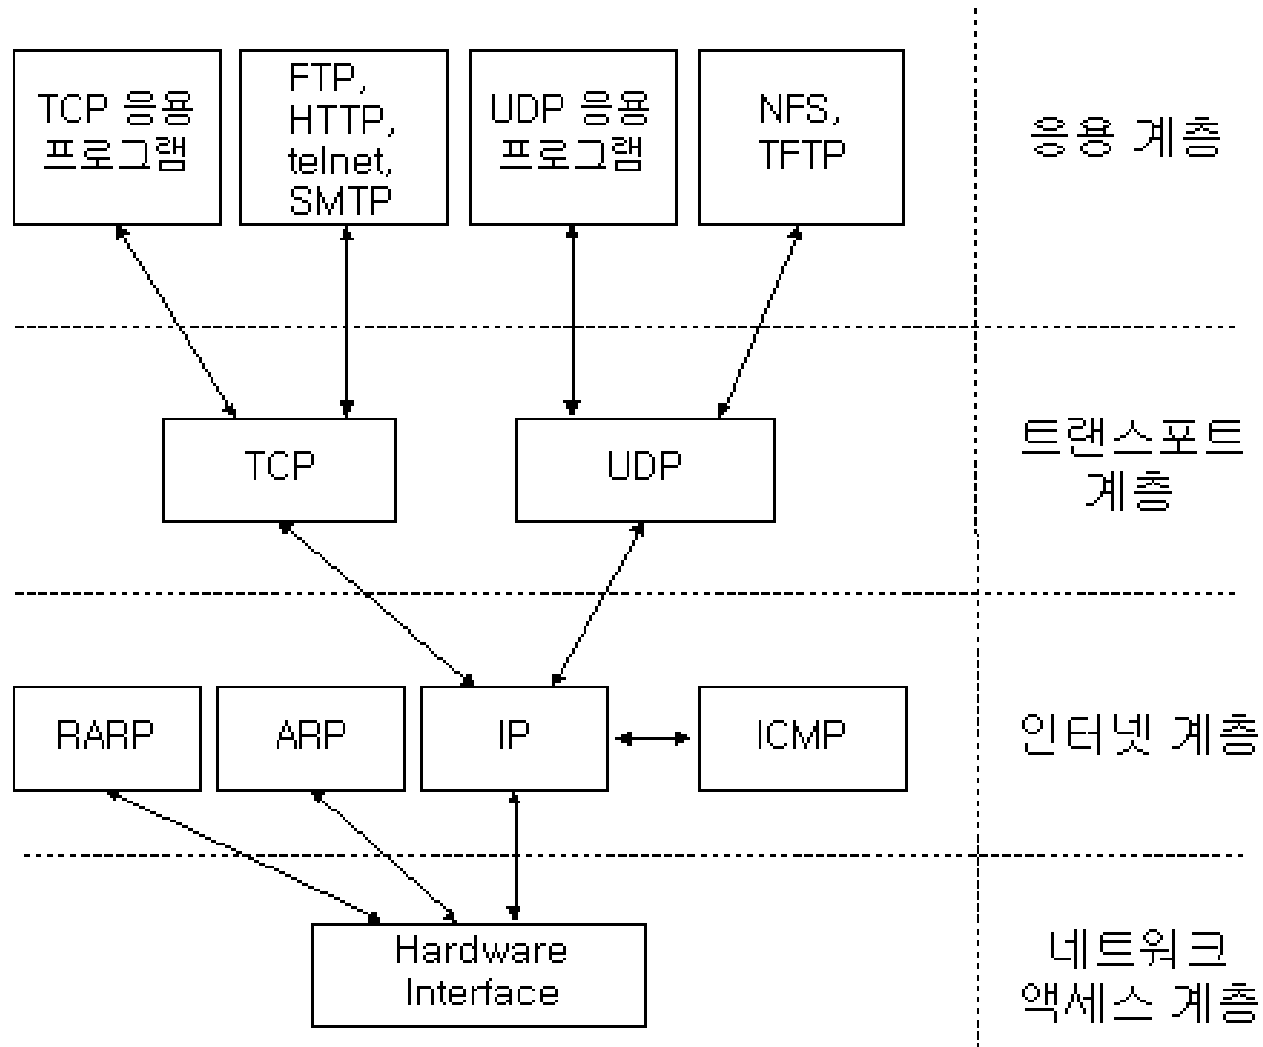 TCP 응용
프로그램
FTP,
HTTP,
telnet,
SMTP
UDP 응용
프로그램
NFS,
TFTP
응용 계층
TCP
UDP
트랜스포트
계층
RARP
ARP
IP
ICMP
인터넷 계층
Hardware
Interface
네트워크
액세스 계층